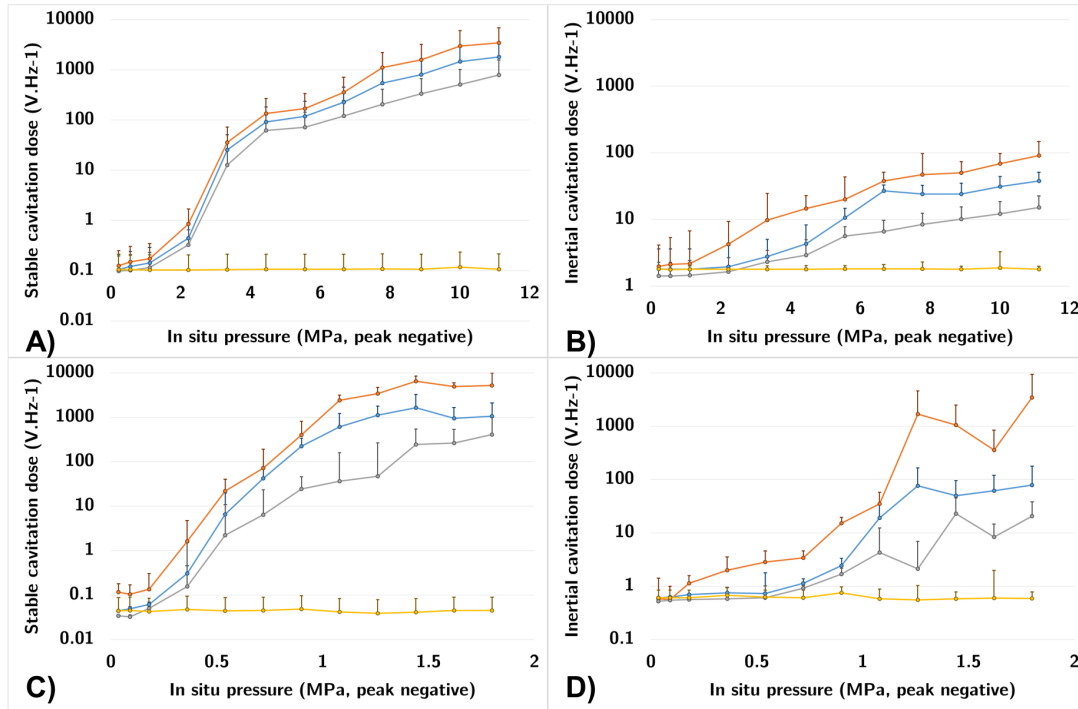 10000
1000
100
10
1
0.1
0.01
Stable cavitation dose (V.Hz-1)
0 2 4 6 8 10 12
In situ pressure (MPa, peak negative)
A)
10000
1000
100
10
1
Inertial cavitation dose (V.Hz-1)
0 2 4 6 8 10 12
In situ pressure (MPa, peak negative)
B)
10000
1000
100
10
1
0.1
0.01
Stable cavitation dose (V.Hz-1)
0 0.5 1 1.5 2
In situ pressure (MPa, peak negative)
C)
10000
1000
100
10
1
0.1
Inertial cavitation dose (V.Hz-1)
0 0.5 1 1.5 2
In situ pressure (MPa, peak negative)
D)